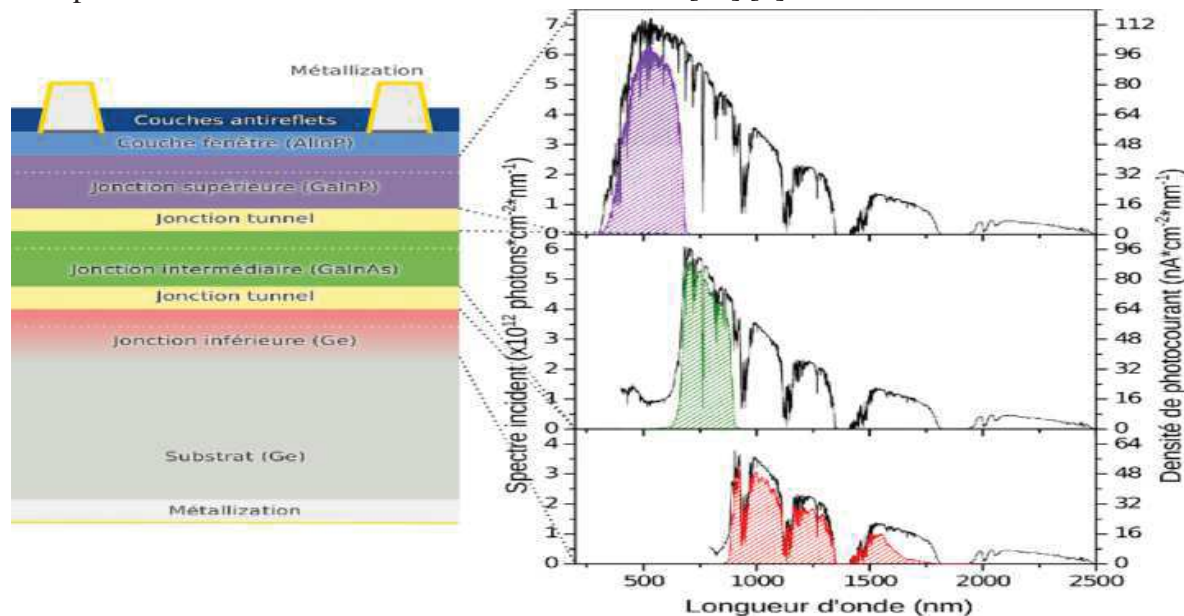 Métallization
Couches antireflets
Couche fenêtre (AlInP)
Jonction supérieure (GaInP)
Jonction tunnel
Jonction intermédiaire (GaInAs)
Jonction tunnel
Jonction inférieure (Ge)
Substrat (Ge)
Métallization
Spectre incident (x10¹² photons*cm⁻²*nm⁻¹)
7
6
5
4
3
2
1
0
6
5
4
3
2
1
0
4
3
2
1
0
112
96
80
64
48
32
16
0
96
80
64
48
32
16
0
64
48
32
16
0
Densité de photocourant (nA*cm⁻²*nm⁻¹)
500 1000 1500 2000 2500
Longueur d'onde (nm)